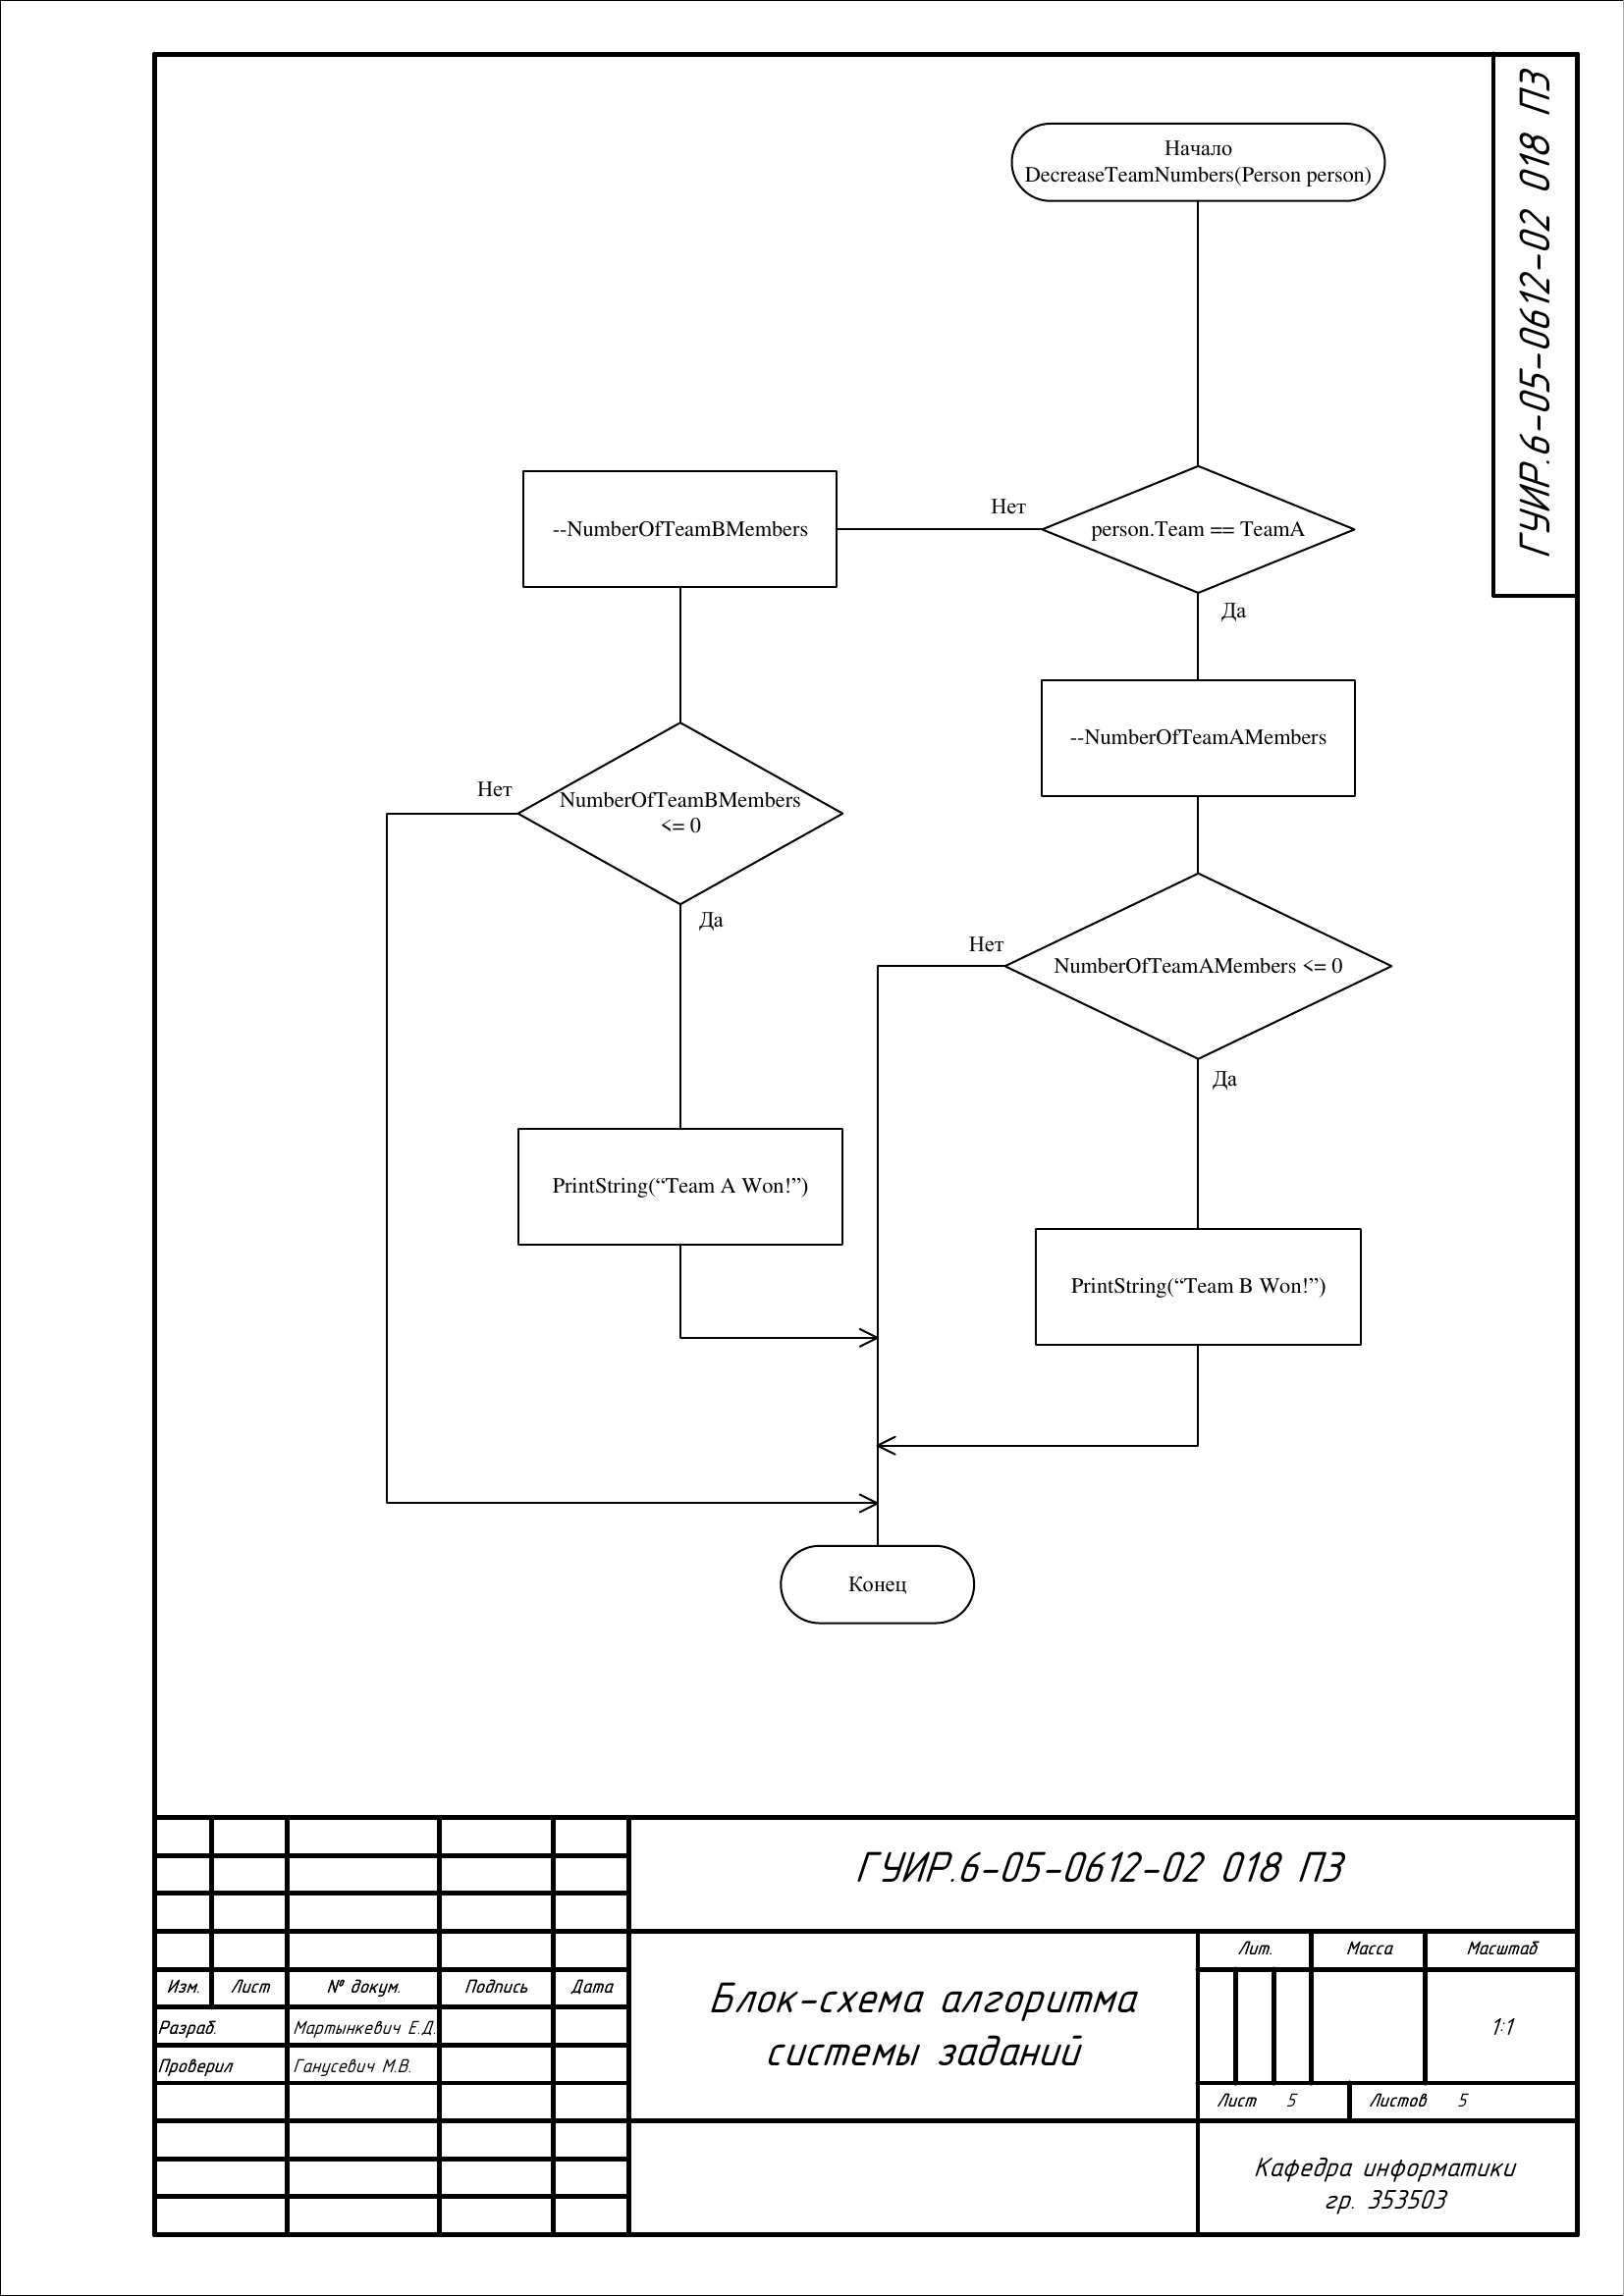 ГУИР.6-05-0612-02 018 ПЗ
Начало
DecreaseTeamNumbers(Person person)
Нет
person.Team == TeamA
--NumberOfTeamBMembers
Да
--NumberOfTeamAMembers
Нет
NumberOfTeamBMembers
<= 0
Да
Нет
NumberOfTeamAMembers <= 0
Да
PrintString(“Team A Won!”)
PrintString(“Team B Won!”)
Конец
ГУИР.6-05-0612-02 018 ПЗ
Лит. Масса Масштаб
Изм. Лист № докум. Подпись Дата
Блок-схема алгоритма
системы заданий
Разраб. Мартынкевич Е.Д.
1:1
Проверил Ганусевич М.В.
Лист 5 Листов 5
Кафедра информатики
гр. 353503